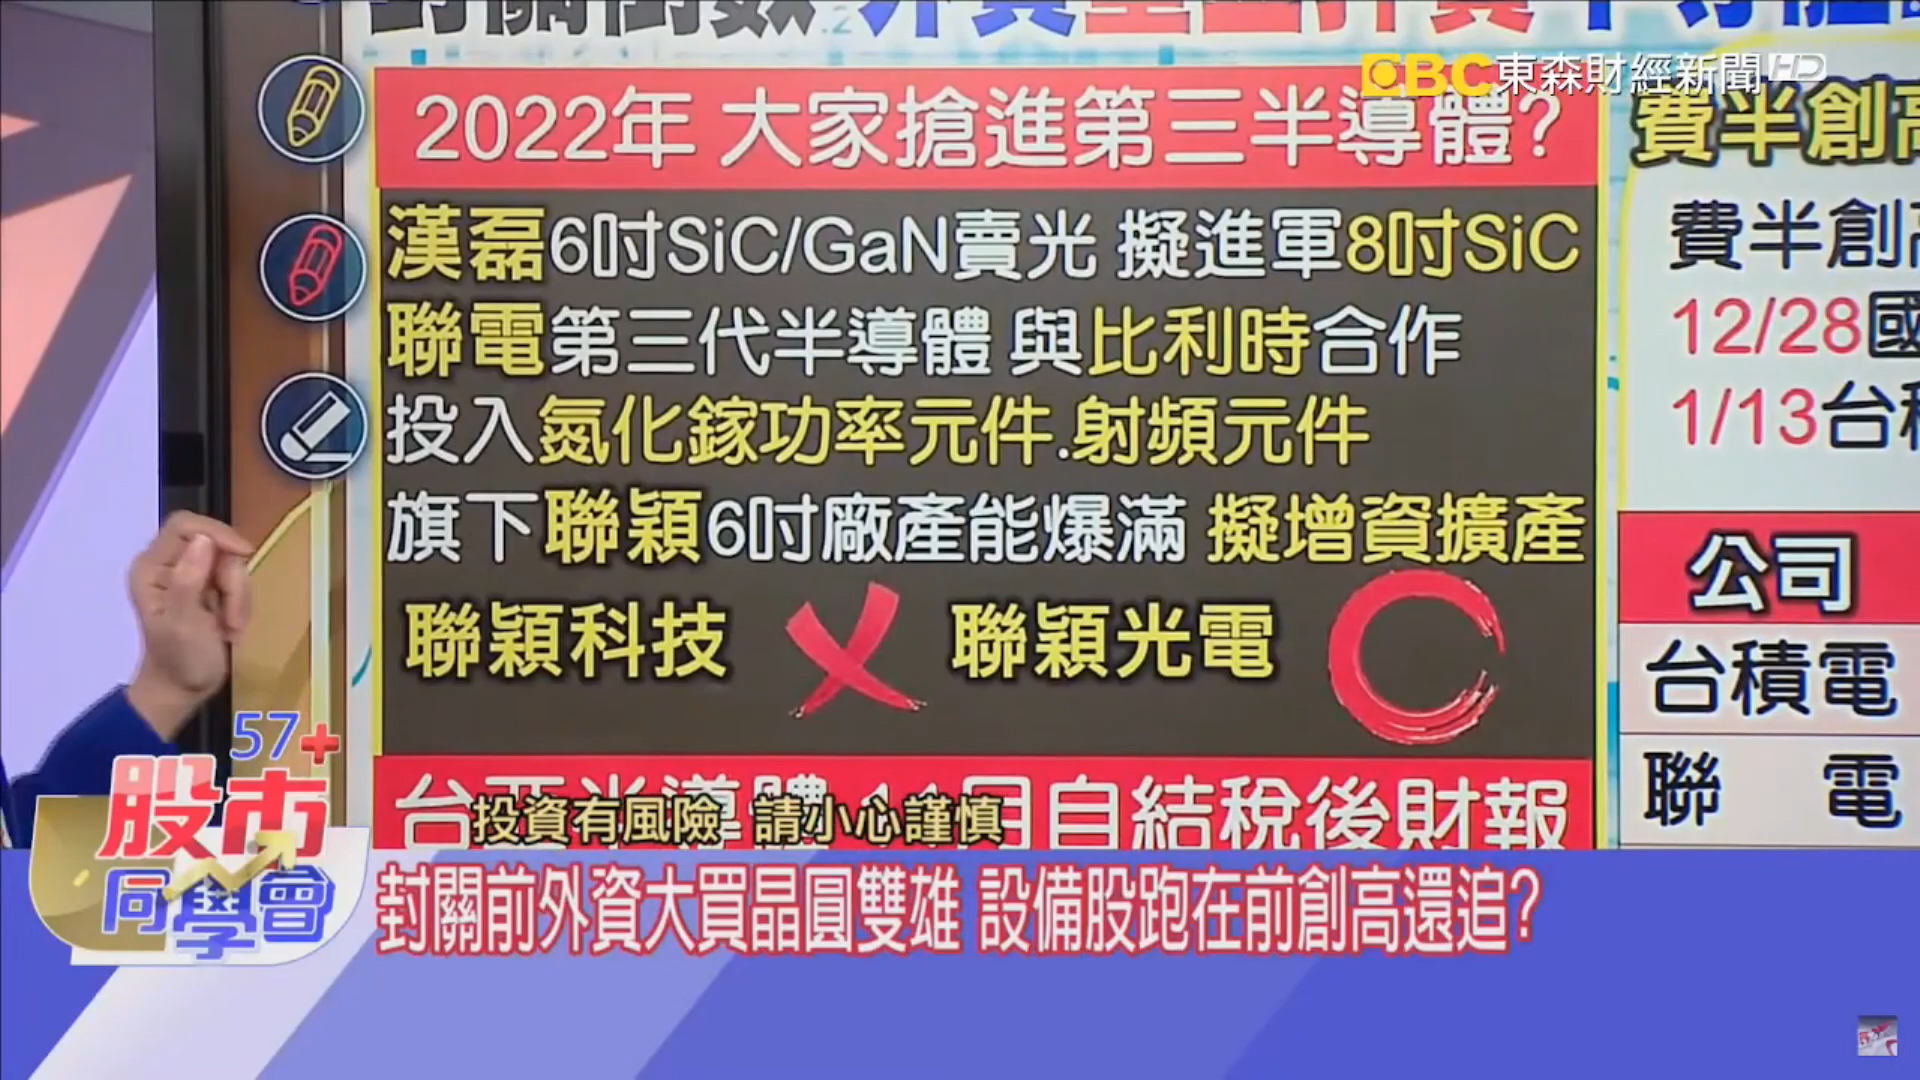 EBC東森財經新聞HD
2022年 大家搶進第三半導體?
漢磊6吋SiC/GaN賣光 擬進軍8吋SiC
聯電第三代半導體 與比利時合作
投入氮化鎵功率元件.射頻元件
旗下聯穎6吋廠產能爆滿 擬增資擴產
聯穎科技 聯穎光電
自結稅後財報
費半創高
費半創高
12/28國
1/13台積
公司
台積電
聯 電
投資有風險 請小心謹慎
57+
股市
同學會
封關前外資大買晶圓雙雄 設備股跑在前創高還追?